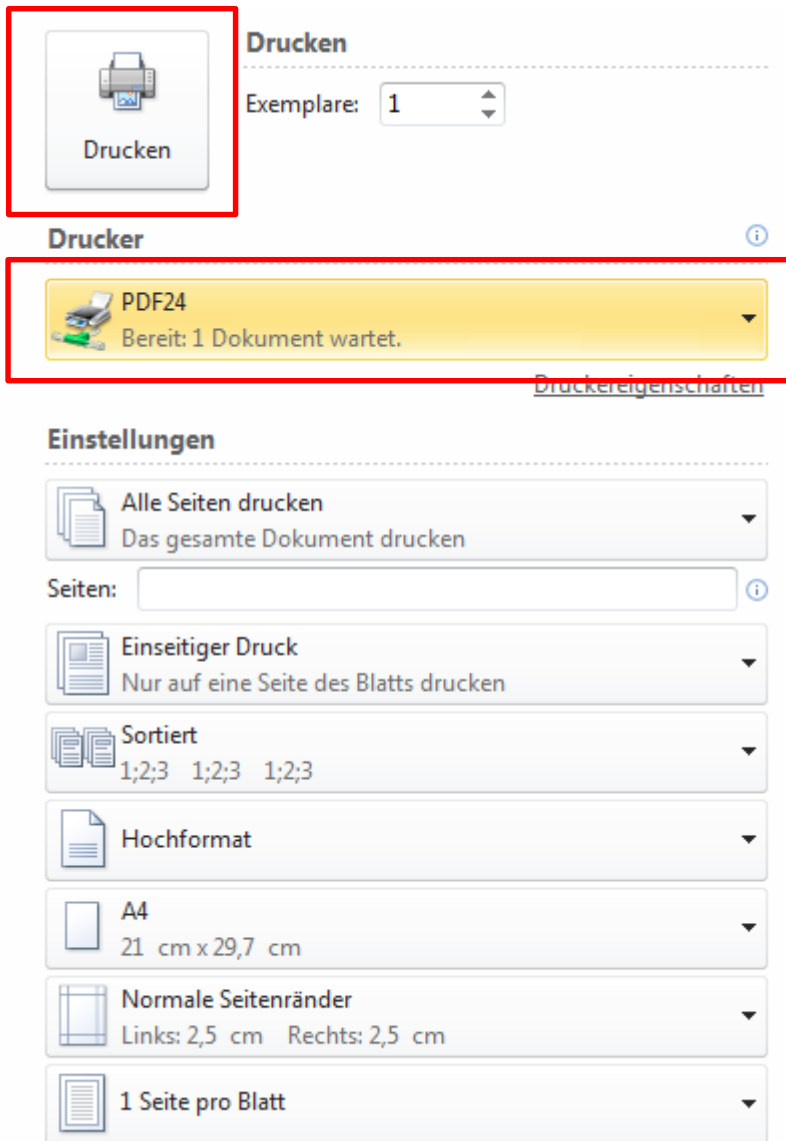 Drucken
Exemplare: 1
Drucken
Drucker
PDF24
Bereit: 1 Dokument wartet.
Druckereigenschaften
Einstellungen
Alle Seiten drucken
Das gesamte Dokument drucken
Seiten:
Einseitiger Druck
Nur auf eine Seite des Blatts drucken
Sortiert
1;2;3 1;2;3 1;2;3
Hochformat
A4
21 cm x 29,7 cm
Normale Seitenränder
Links: 2,5 cm Rechts: 2,5 cm
1 Seite pro Blatt